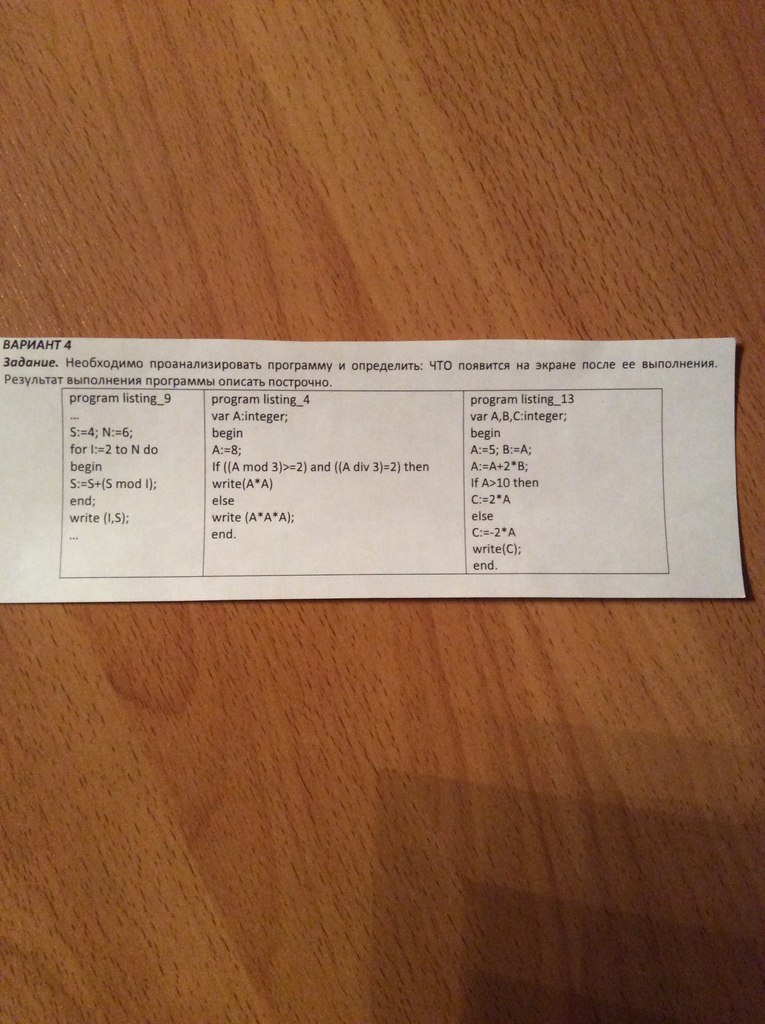 ВАРИАНТ 4
Задание. Необходимо проанализировать программу и определить: ЧТО появится на экране после ее выполнения.
Результат выполнения программы описать построчно.
program listing_9
...
S:=4; N:=6;
for I:=2 to N do
begin
S:=S+(S mod I);
end;
write (I,S);
...
program listing_4
var A:integer;
begin
A:=8;
If ((A mod 3)>=2) and ((A div 3)=2) then
write(A*A)
else
write (A*A*A);
end.
program listing_13
var A,B,C:integer;
begin
A:=5; B:=A;
A:=A+2*B;
If A>10 then
C:=2*A
else
C:=-2*A
write(C);
end.